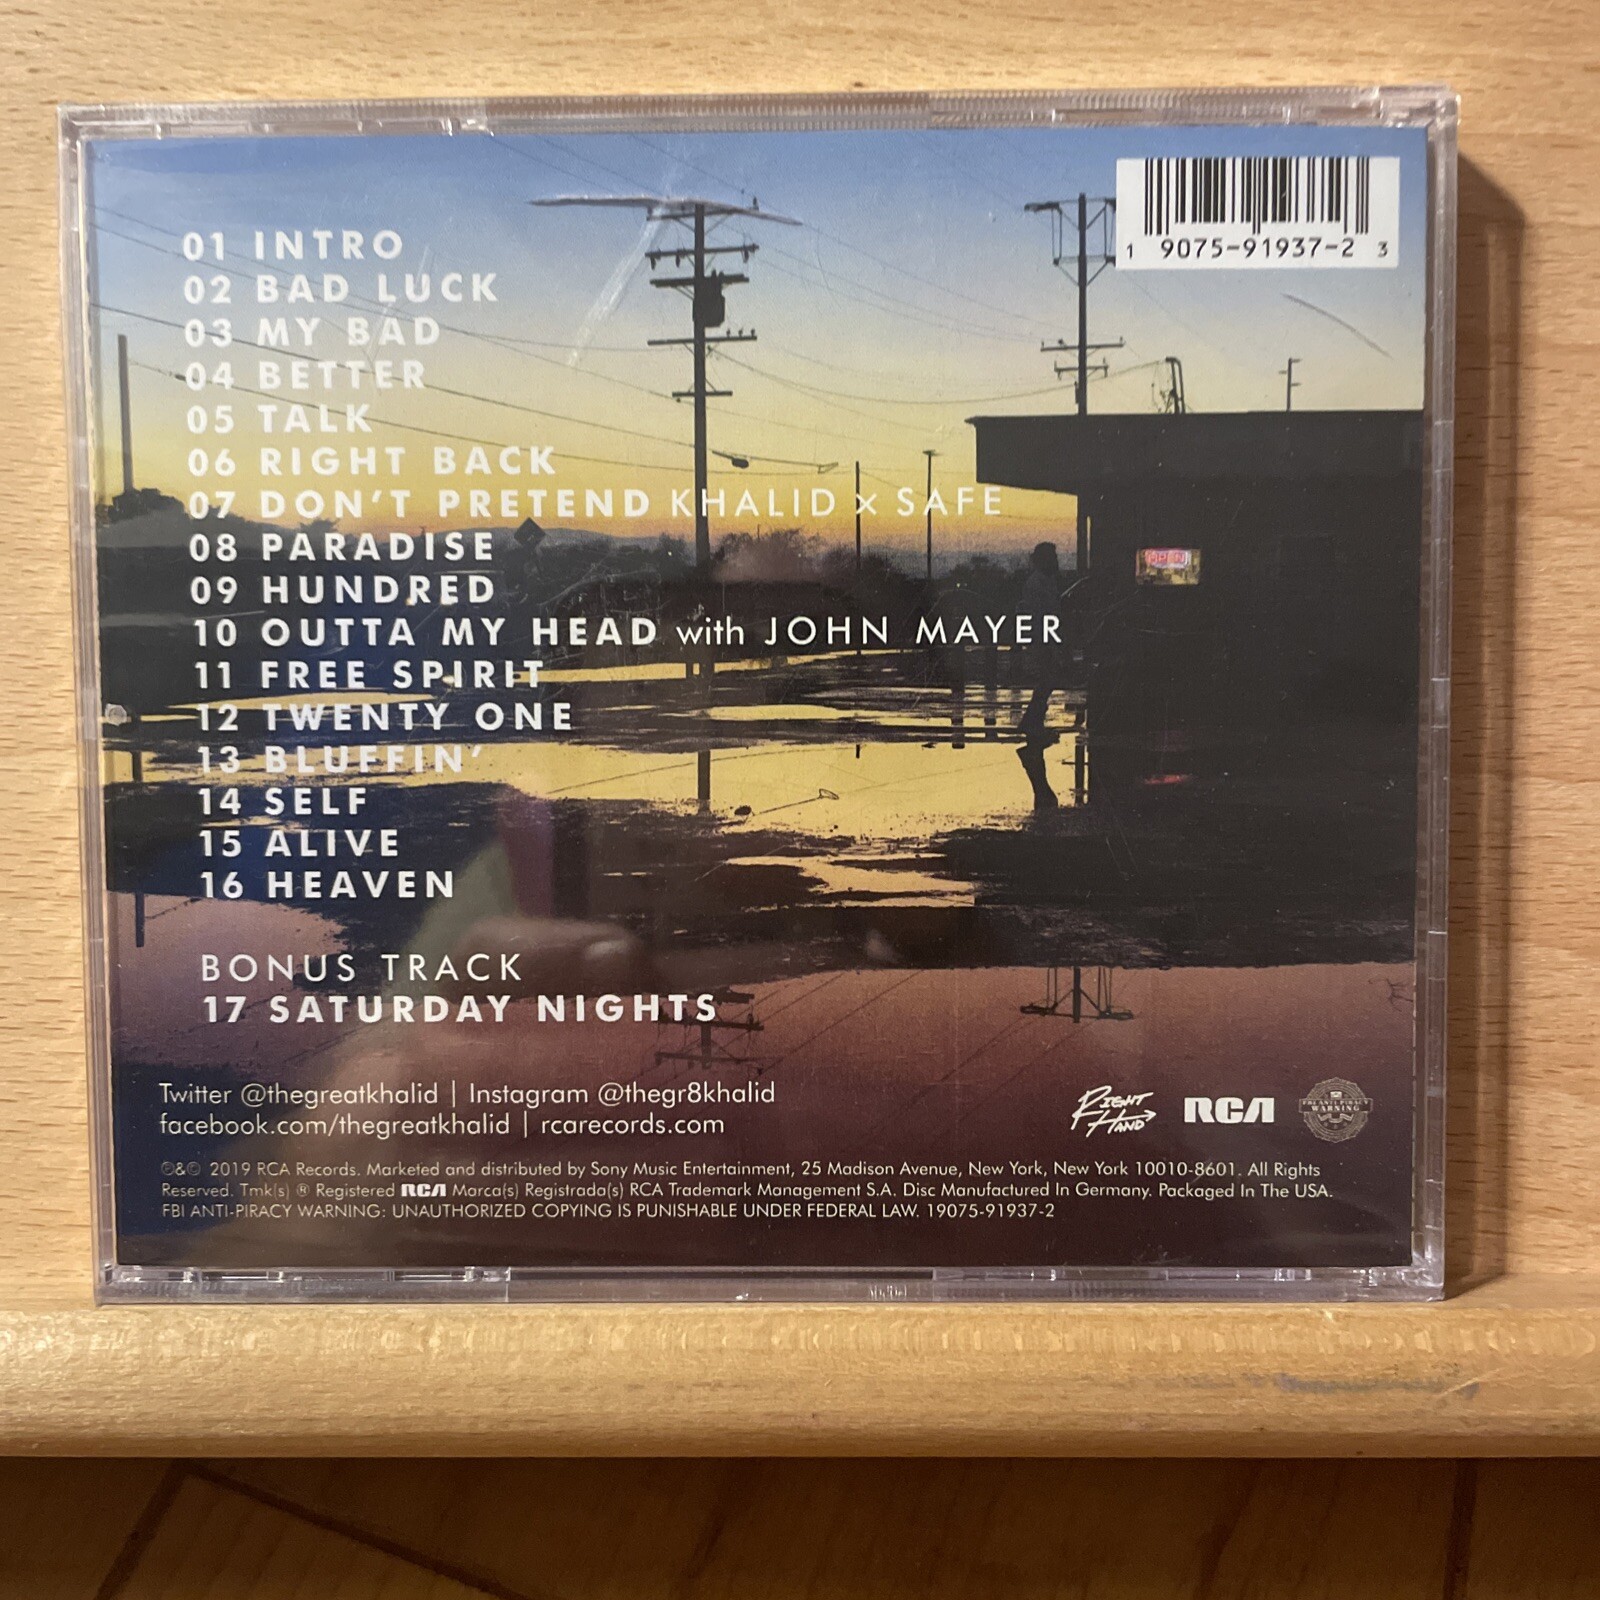 1 9075-91937-2 3
01 INTRO
02 BAD LUCK
03 MY BAD
04 BETTER
05 TALK
06 RIGHT BACK
07 DON'T PRETEND KHALID x SAFE
08 PARADISE
OPEN
09 HUNDRED
10 OUTTA MY HEAD with JOHN MAYER
11 FREE SPIRIT
12 TWENTY ONE
13 BLUFFIN'
14 SELF
15 ALIVE
16 HEAVEN
BONUS TRACK
17 SATURDAY NIGHTS
Twitter @thegreatkhalid | Instagram @thegr8khalid
facebook.com/thegreatkhalid | rcarecords.com
RIGHT HAND
RCA
FBI ANTI-PIRACY
WARNING
℗&© 2019 RCA Records. Marketed and distributed by Sony Music Entertainment, 25 Madison Avenue, New York, New York 10010-8601. All Rights
Reserved. Tmk(s) ® Registered RCA Marca(s) Registrada(s) RCA Trademark Management S.A. Disc Manufactured In Germany. Packaged In The USA.
FBI ANTI-PIRACY WARNING: UNAUTHORIZED COPYING IS PUNISHABLE UNDER FEDERAL LAW. 19075-91937-2